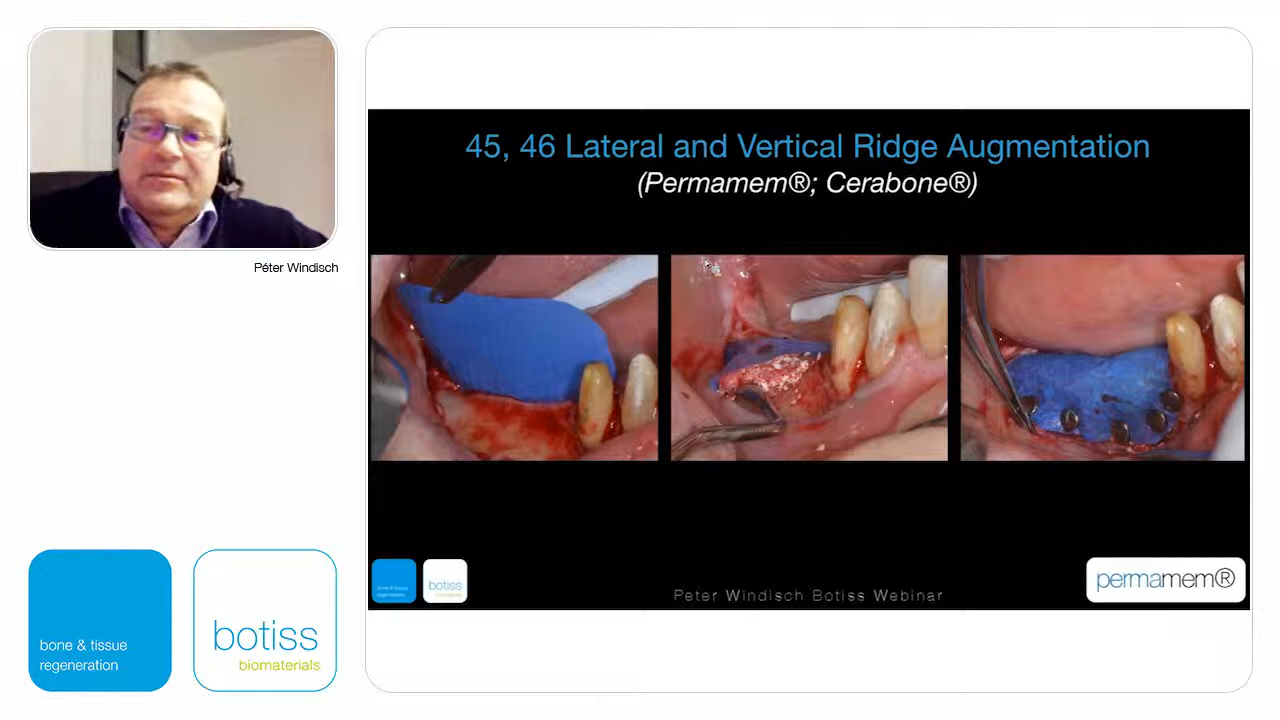 45, 46 Lateral and Vertical Ridge Augmentation
(Permamem®; Cerabone®)
Péter Windisch
bone & tissue
regeneration
botiss
biomaterials
botiss
Peter Windisch Botiss Webinar
permamem®